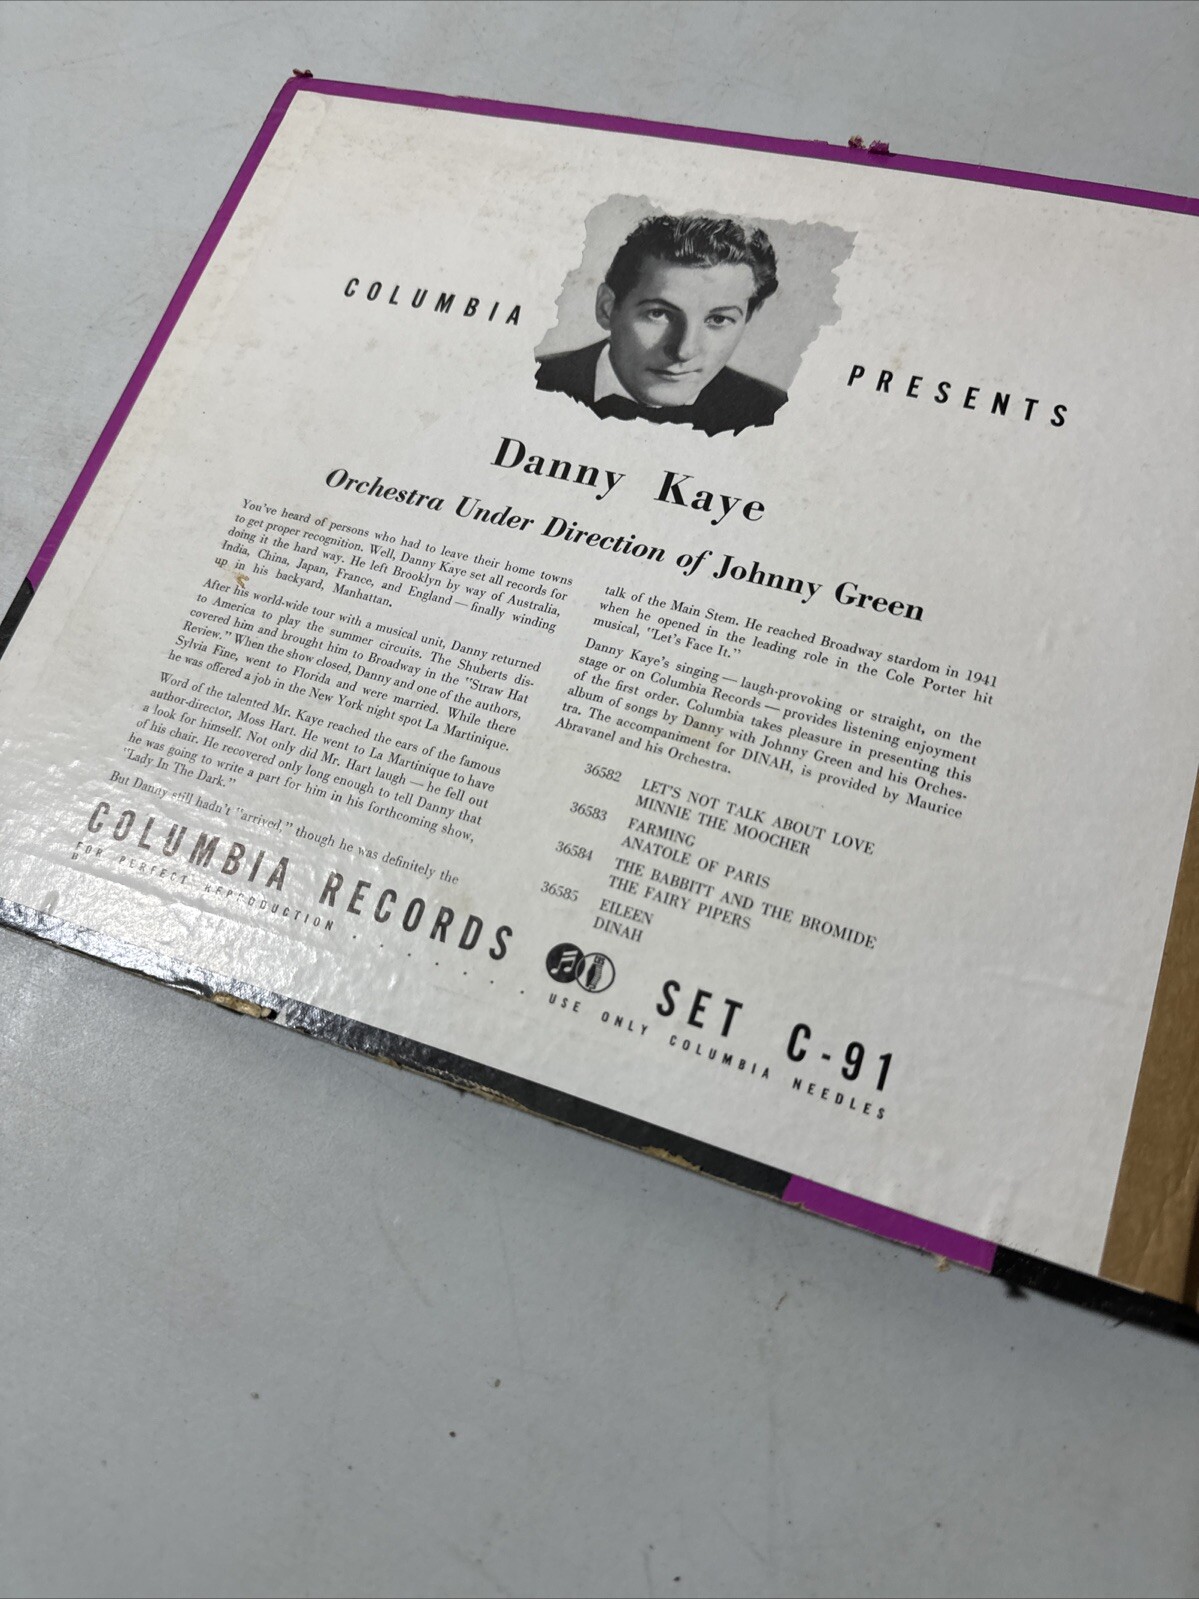 COLUMBIA
PRESENTS
Danny Kaye
Orchestra Under Direction of Johnny Green
You've heard of persons who had to leave their home towns
to get proper recognition. Well, Danny Kaye set all records for
doing it the hard way. He left Brooklyn by way of Australia,
India, China, Japan, France, and England — finally winding
up in his backyard, Manhattan.
After his world-wide tour with a musical unit, Danny returned
to America to play the summer circuits. The Shuberts dis-
covered him and brought him to Broadway in the "Straw Hat
Review." When the show closed, Danny and one of the authors,
Sylvia Fine, went to Florida and were married. While there
he was offered a job in the New York night spot La Martinique.
Word of the talented Mr. Kaye reached the ears of the famous
author-director, Moss Hart. He went to La Martinique to have
a look for himself. Not only did Mr. Hart laugh — he fell out
of his chair. He recovered only long enough to tell Danny that
he was going to write a part for him in his forthcoming show,
"Lady In The Dark."
But Danny still hadn't "arrived," though he was definitely the
talk of the Main Stem. He reached Broadway stardom in 1941
when he opened in the leading role in the Cole Porter hit
musical, "Let's Face It."
Danny Kaye's singing — laugh-provoking or straight, on the
stage or on Columbia Records — provides listening enjoyment
of the first order. Columbia takes pleasure in presenting this
album of songs by Danny with Johnny Green and his Orches-
tra. The accompaniment for DINAH, is provided by Maurice
Abravanel and his Orchestra.
36582 LET'S NOT TALK ABOUT LOVE
MINNIE THE MOOCHER
36583 FARMING
ANATOLE OF PARIS
36584 THE BABBITT AND THE BROMIDE
THE FAIRY PIPERS
36585 EILEEN
DINAH
COLUMBIA RECORDS SET C-91
FOR PERFECT REPRODUCTION . . . . . . . USE ONLY COLUMBIA NEEDLES